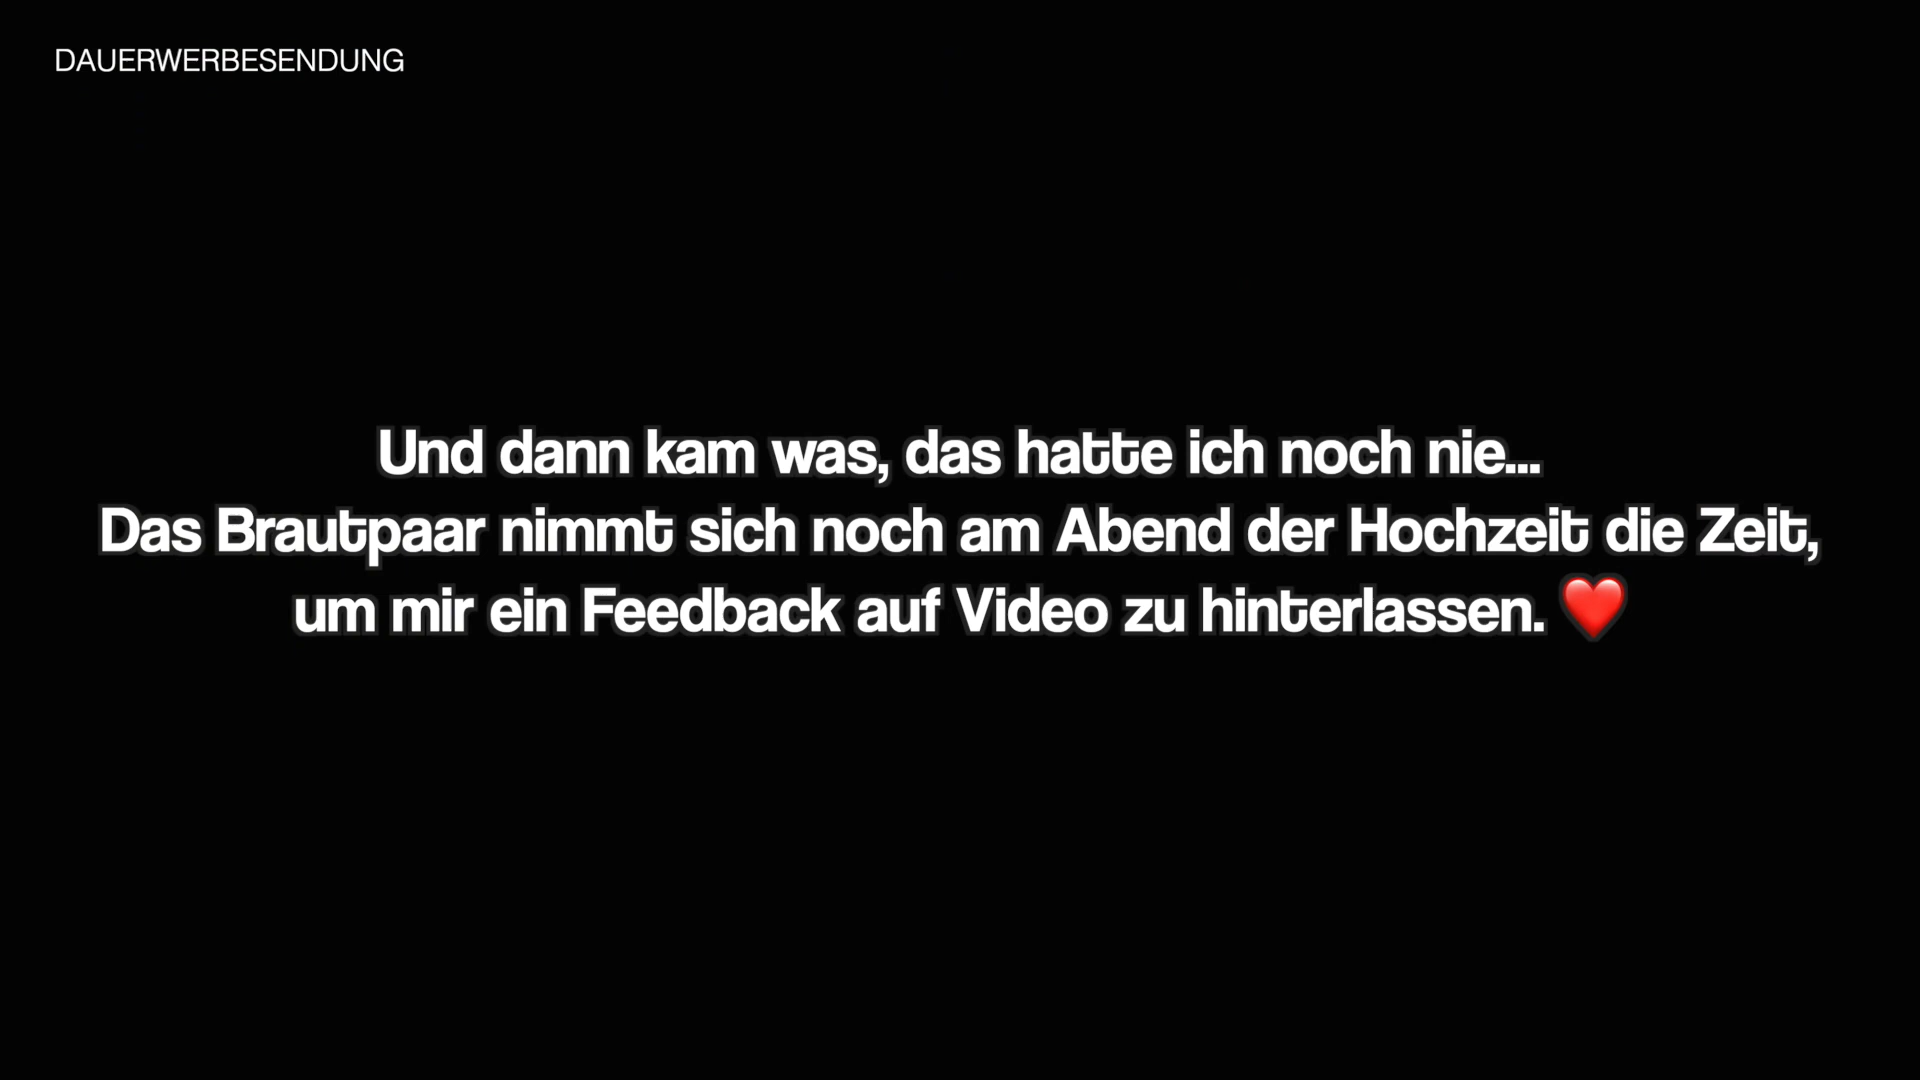 DAUERWERBESENDUNG
Und dann kam was, das hatte ich noch nie...
Das Brautpaar nimmt sich noch am Abend der Hochzeit die Zeit,
um mir ein Feedback auf Video zu hinterlassen. ❤️